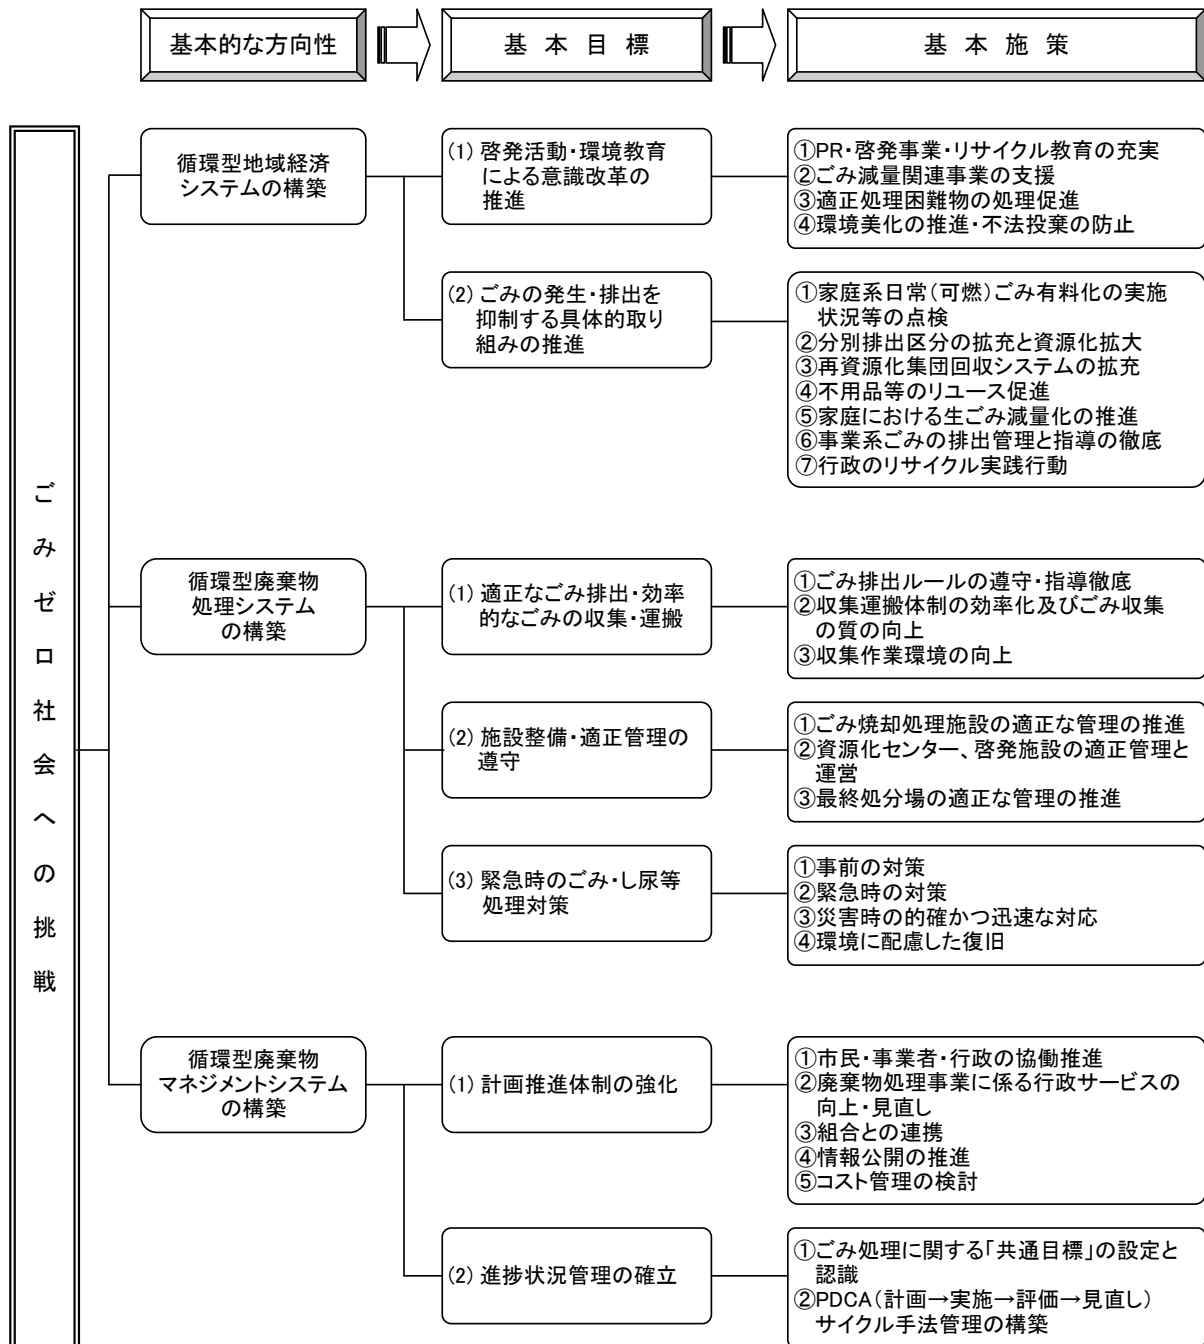 基本的な方向性
基本目標
基本施策
ごみゼロ社会への挑戦
循環型地域経済
システムの構築
(1) 啓発活動・環境教育
による意識改革の
推進
①PR・啓発事業・リサイクル教育の充実
②ごみ減量関連事業の支援
③適正処理困難物の処理促進
④環境美化の推進・不法投棄の防止
(2) ごみの発生・排出を
抑制する具体的取り
組みの推進
①家庭系日常(可燃)ごみ有料化の実施
状況等の点検
②分別排出区分の拡充と資源化拡大
③再資源化集団回収システムの拡充
④不用品等のリユース促進
⑤家庭における生ごみ減量化の推進
⑥事業系ごみの排出管理と指導の徹底
⑦行政のリサイクル実践行動
循環型廃棄物
処理システム
の構築
(1) 適正なごみ排出・効率
的なごみの収集・運搬
①ごみ排出ルールの遵守・指導徹底
②収集運搬体制の効率化及びごみ収集
の質の向上
③収集作業環境の向上
(2) 施設整備・適正管理の
遵守
①ごみ焼却処理施設の適正な管理の推進
②資源化センター、啓発施設の適正管理と
運営
③最終処分場の適正な管理の推進
(3) 緊急時のごみ・し尿等
処理対策
①事前の対策
②緊急時の対策
③災害時の的確かつ迅速な対応
④環境に配慮した復旧
循環型廃棄物
マネジメントシステム
の構築
(1) 計画推進体制の強化
①市民・事業者・行政の協働推進
②廃棄物処理事業に係る行政サービスの
向上・見直し
③組合との連携
④情報公開の推進
⑤コスト管理の検討
(2) 進捗状況管理の確立
①ごみ処理に関する「共通目標」の設定と
認識
②PDCA(計画→実施→評価→見直し)
サイクル手法管理の構築